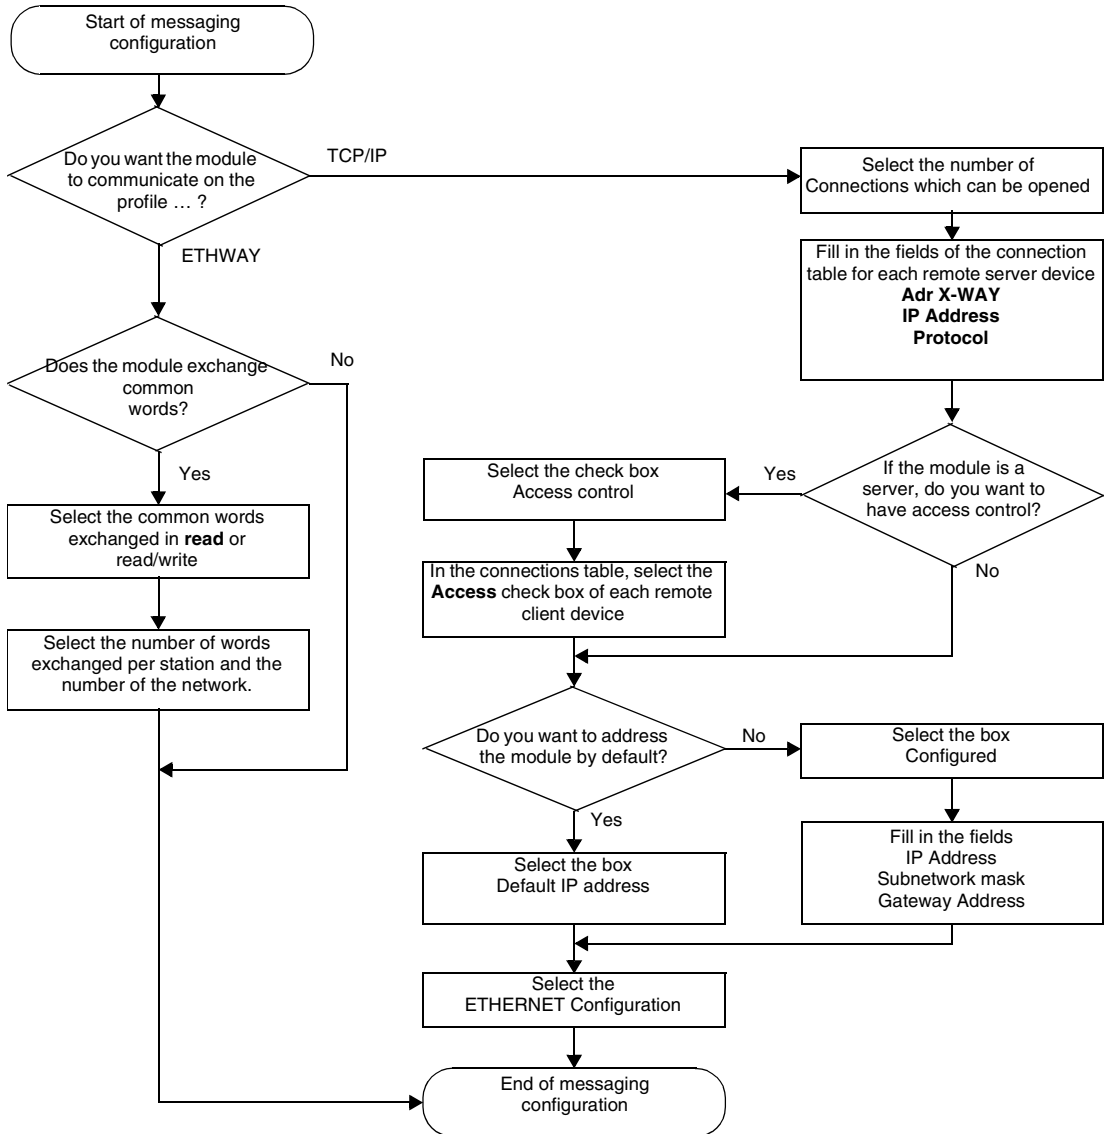 Start of messaging
configuration
Do you want the module
to communicate on the
profile … ?
TCP/IP
ETHWAY
Select the number of
Connections which can be opened
Fill in the fields of the connection
table for each remote server device
Adr X-WAY
IP Address
Protocol
Does the module exchange
common
words?
No
Yes
Select the common words
exchanged in read or
read/write
Select the number of words
exchanged per station and the
number of the network.
If the module is a
server, do you want to
have access control?
Yes
No
Select the check box
Access control
In the connections table, select the
Access check box of each remote
client device
Do you want to address
the module by default?
No
Yes
Select the box
Configured
Fill in the fields
IP Address
Subnetwork mask
Gateway Address
Select the box
Default IP address
Select the
ETHERNET Configuration
End of messaging
configuration